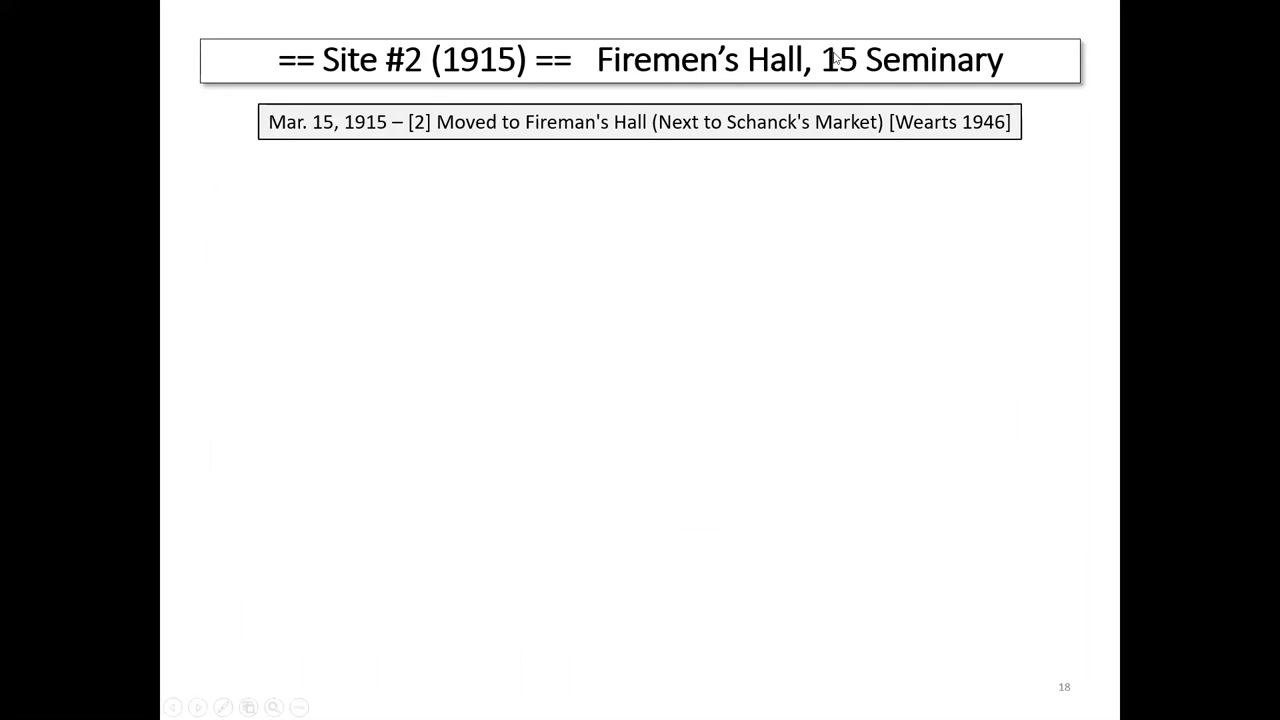 == Site #2 (1915) == Firemen’s Hall, 15 Seminary
Mar. 15, 1915 – [2] Moved to Fireman's Hall (Next to Schanck's Market) [Wearts 1946]
18